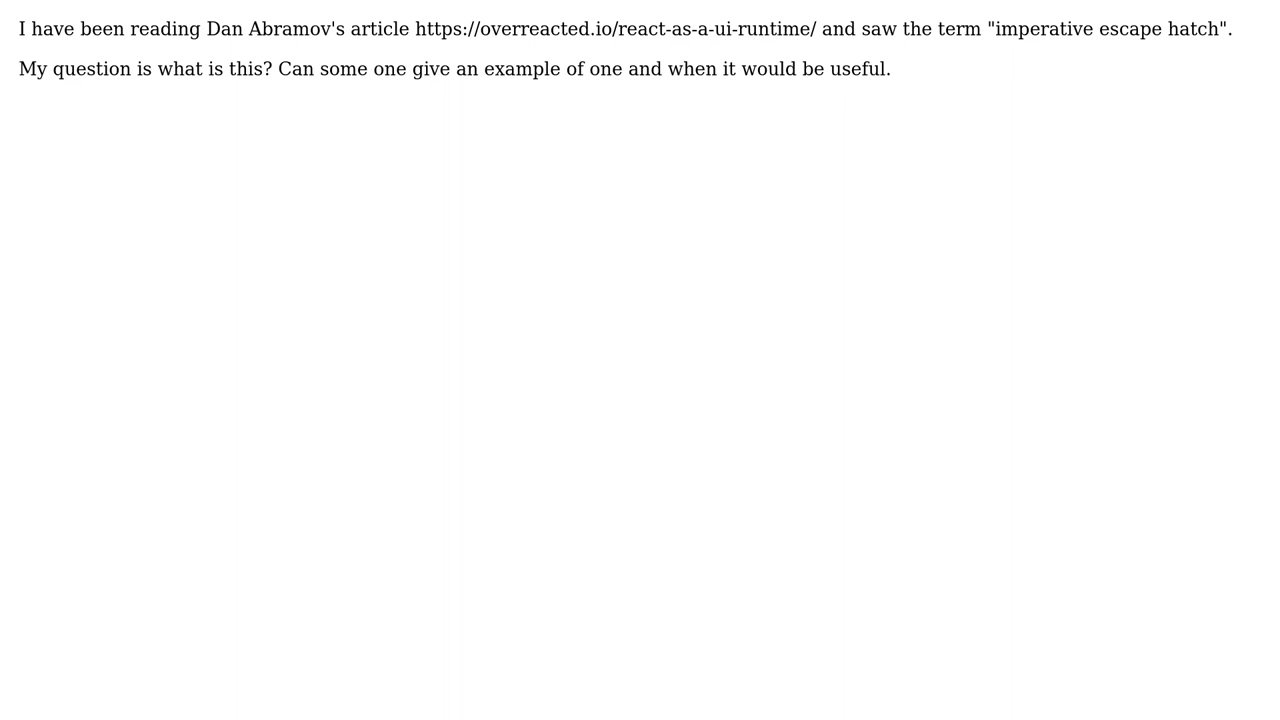 I have been reading Dan Abramov's article https://overreacted.io/react-as-a-ui-runtime/ and saw the term "imperative escape hatch".
My question is what is this? Can some one give an example of one and when it would be useful.